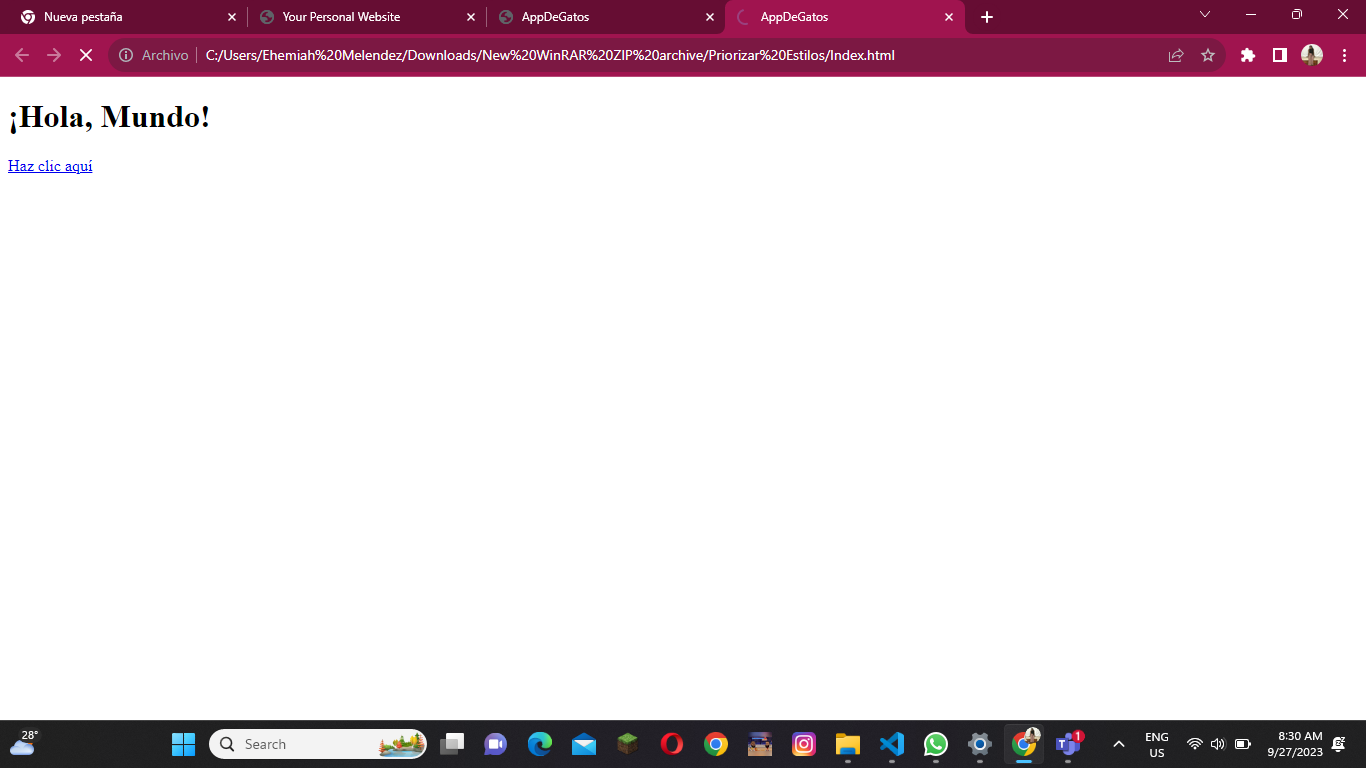 Nueva pestaña
Your Personal Website
AppDeGatos
AppDeGatos
Archivo
C:/Users/Ehemiah%20Melendez/Downloads/New%20WinRAR%20ZIP%20archive/Priorizar%20Estilos/Index.html
¡Hola, Mundo!
Haz clic aquí
28°
Search
1
ENG
US
8:30 AM
9/27/2023